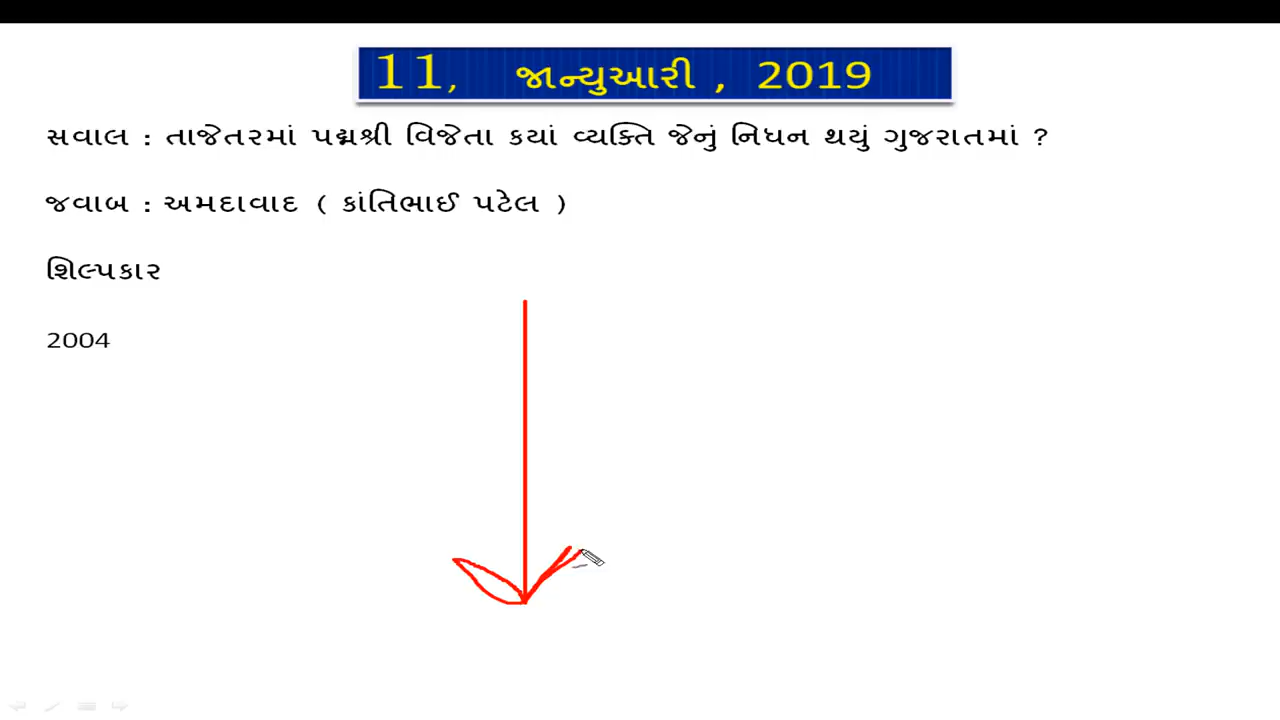 11, જાન્યુઆરી , 2019
સવાલ : તાજેતરમાં પદ્મશ્રી વિજેતા કયાં વ્યક્તિ જેનું નિધન થયું ગુજરાતમાં ?
જવાબ : અમદાવાદ ( કાંતિભાઈ પટેલ )
શિલ્પકાર
2004